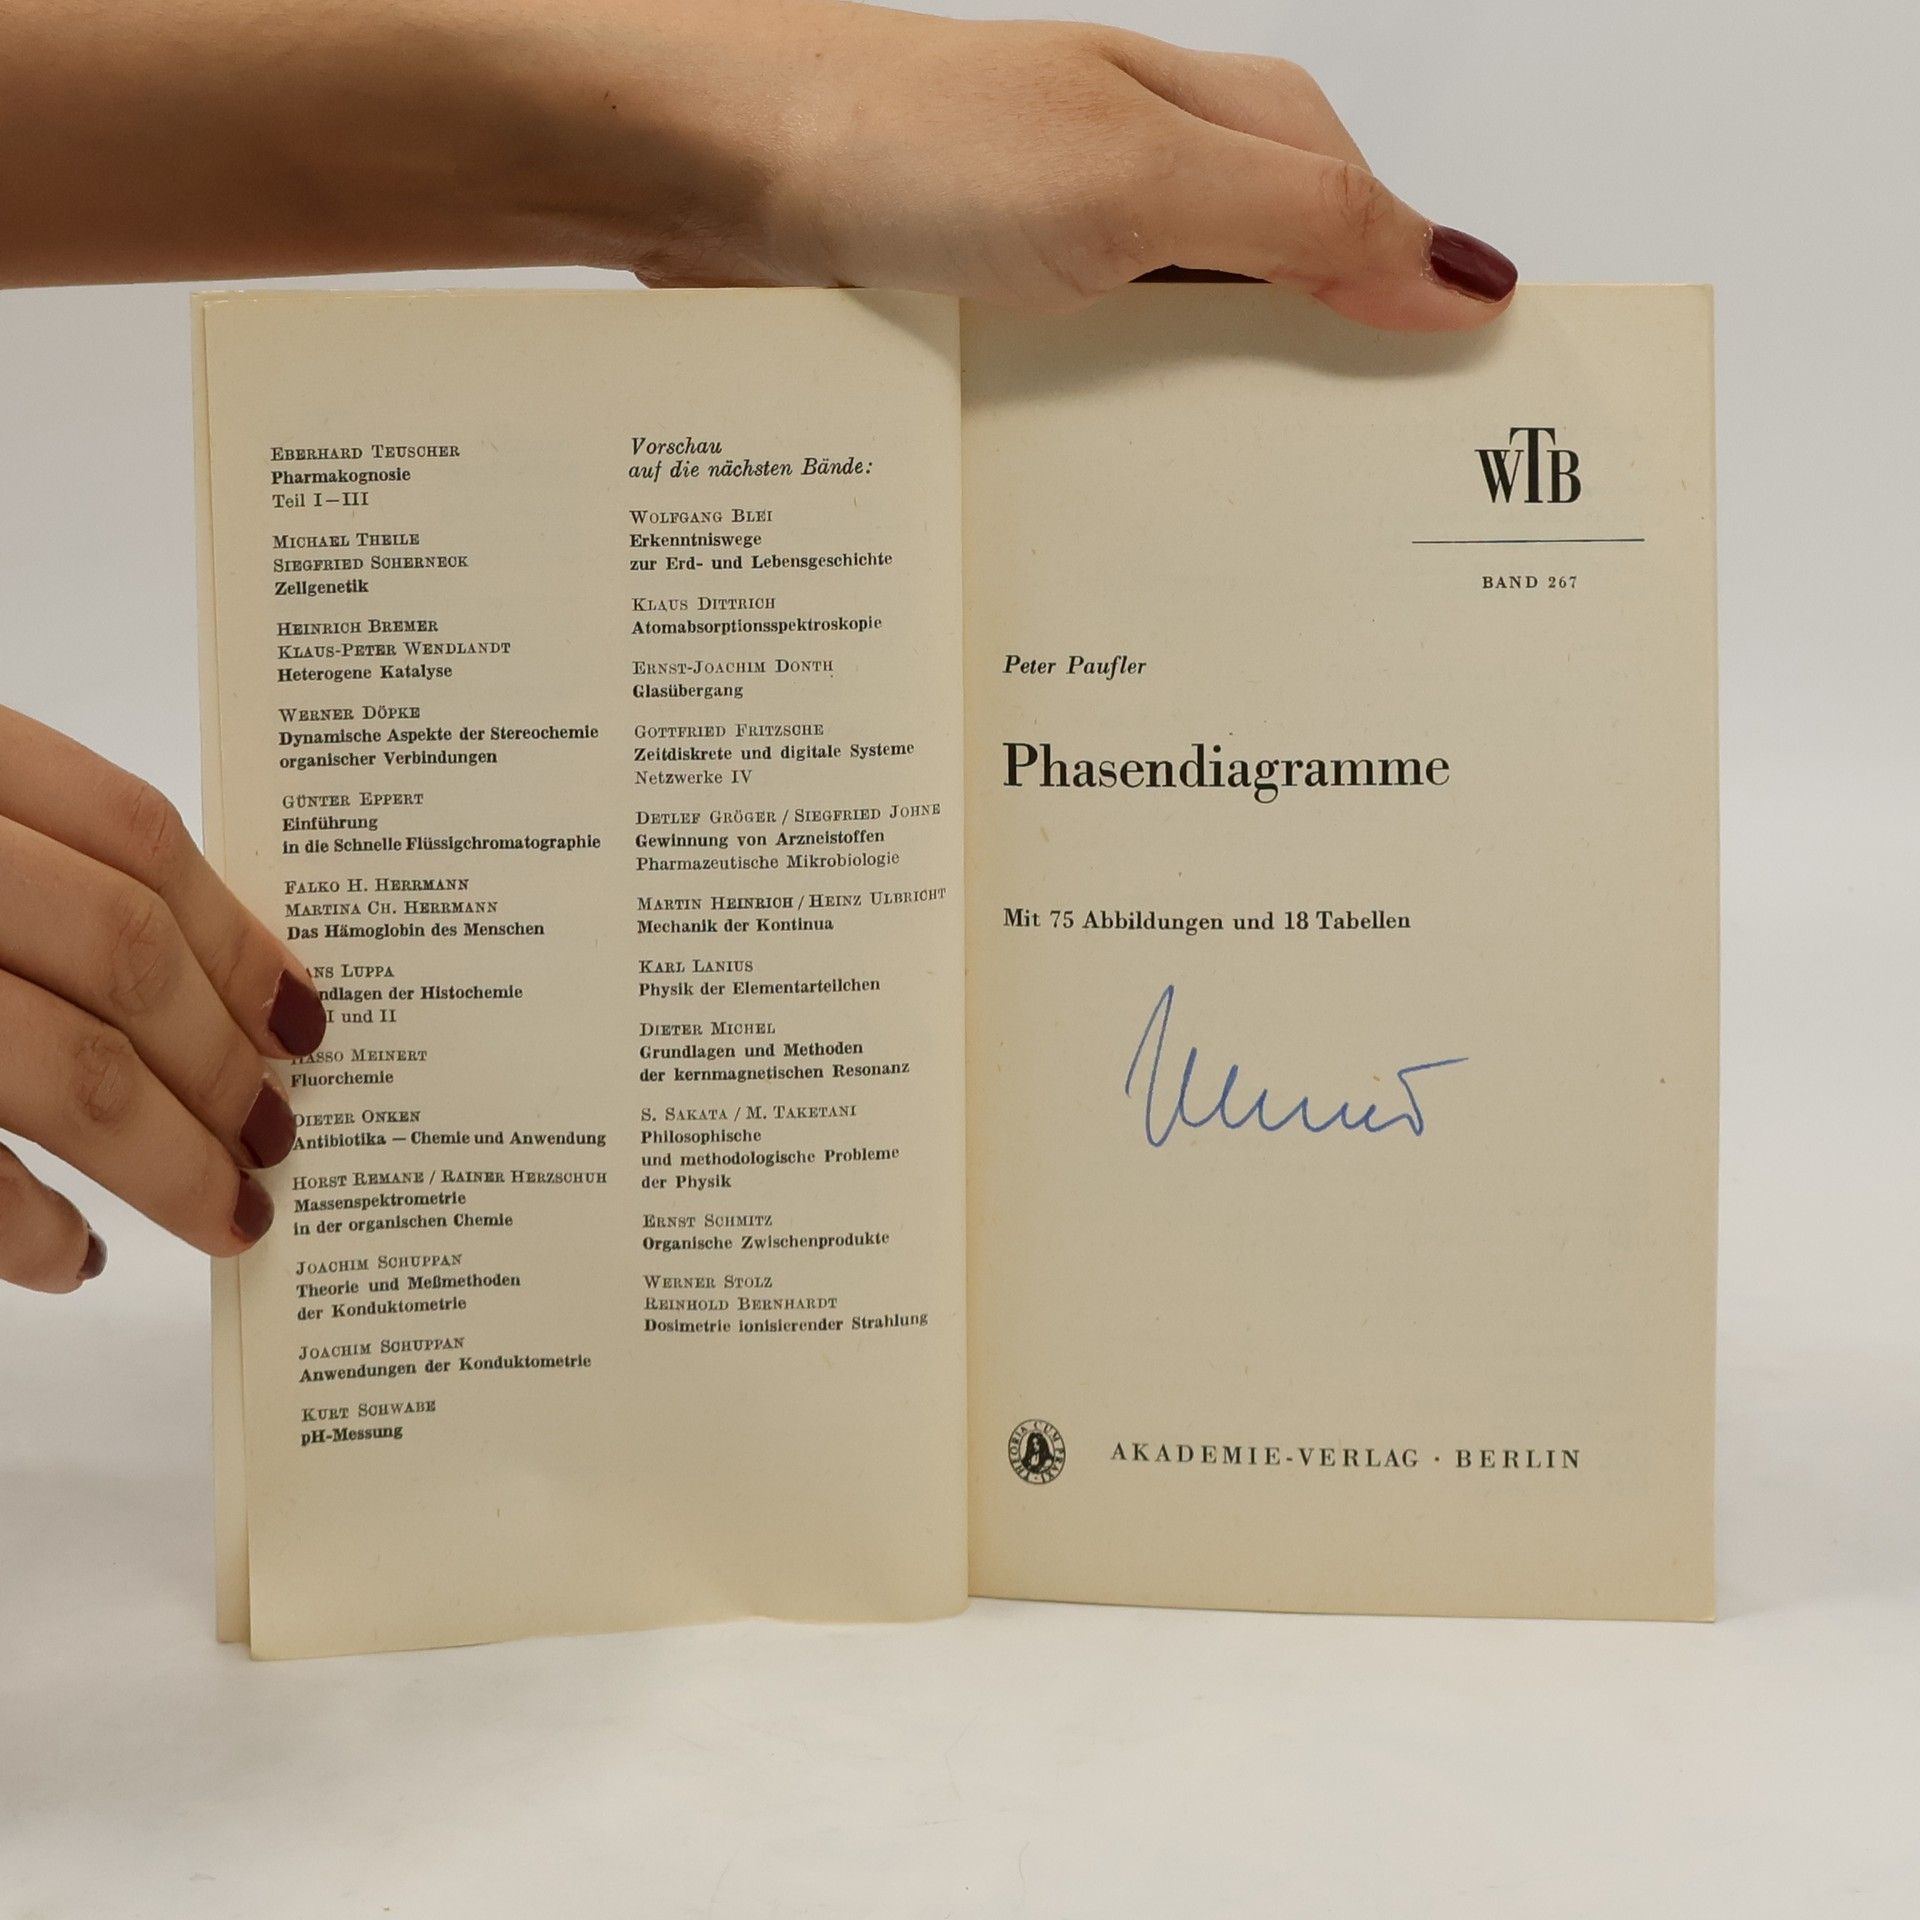 EBERHARD TEUSCHER
Pharmakognosie
Teil I—III
MICHAEL THEILE
SIEGFRIED SCHERNECK
Zellgenetik
HEINRICH BREMER
KLAUS-PETER WENDLANDT
Heterogene Katalyse
WERNER DÖPKE
Dynamische Aspekte der Stereochemie
organischer Verbindungen
GÜNTER EPPERT
Einführung
in die Schnelle Flüssigchromatographie
FALKO H. HERRMANN
MARTINA CH. HERRMANN
Das Hämoglobin des Menschen
ANS LUPPA
ndlagen der Histochemie
I und II
HASSO MEINERT
Fluorchemie
DIETER ONKEN
Antibiotika — Chemie und Anwendung
HORST REMANE / RAINER HERZSCHUH
Massenspektrometrie
in der organischen Chemie
JOACHIM SCHUPPAN
Theorie und Meßmethoden
der Konduktometrie
JOACHIM SCHUPPAN
Anwendungen der Konduktometrie
KURT SCHWABE
pH-Messung
Vorschau
auf die nächsten Bände:
WOLFGANG BLEI
Erkenntniswege
zur Erd- und Lebensgeschichte
KLAUS DITTRICH
Atomabsorptionsspektroskopie
ERNST-JOACHIM DONTH
Glasübergang
GOTTFRIED FRITZSCHE
Zeitdiskrete und digitale Systeme
Netzwerke IV
DETLEF GRÖGER / SIEGFRIED JOHNE
Gewinnung von Arzneistoffen
Pharmazeutische Mikrobiologie
MARTIN HEINRICH / HEINZ ULBRICHT
Mechanik der Kontinua
KARL LANIUS
Physik der Elementarteilchen
DIETER MICHEL
Grundlagen und Methoden
der kernmagnetischen Resonanz
S. SAKATA / M. TAKETANI
Philosophische
und methodologische Probleme
der Physik
ERNST SCHMITZ
Organische Zwischenprodukte
WERNER STOLZ
REINHOLD BERNHARDT
Dosimetrie ionisierender Strahlung
WTB
BAND 267
Peter Paufler
Phasendiagramme
Mit 75 Abbildungen und 18 Tabellen
THEORIA CUM PRAXI
AKADEMIE-VERLAG · BERLIN